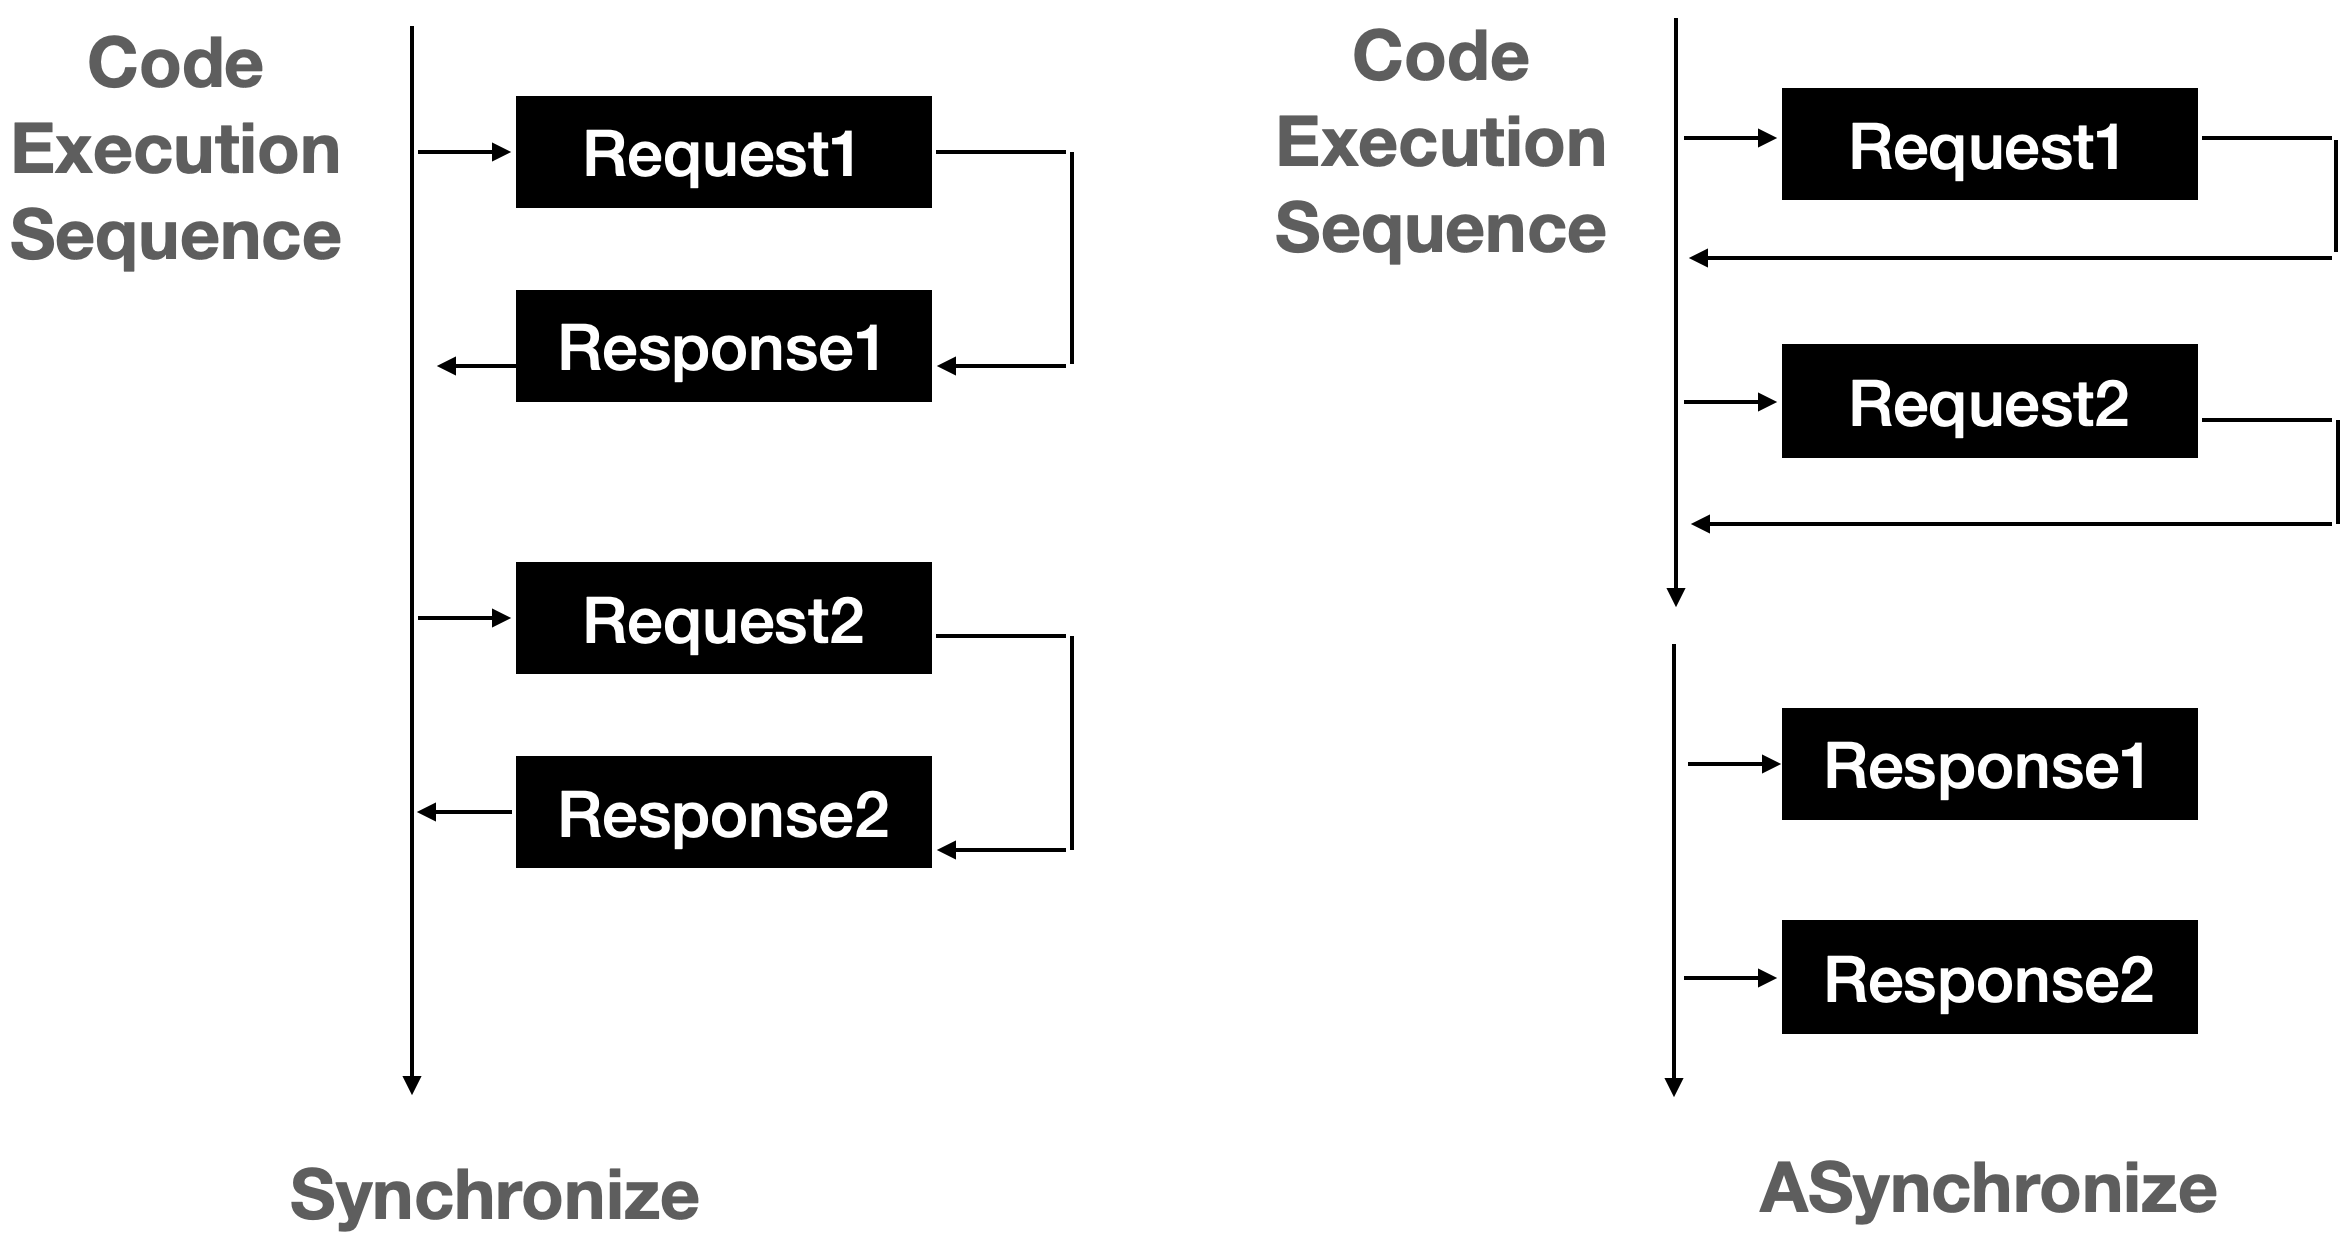 Code
Execution
Sequence
Request1
Response1
Request2
Response2
Synchronize
Code
Execution
Sequence
Request1
Request2
Response1
Response2
ASynchronize